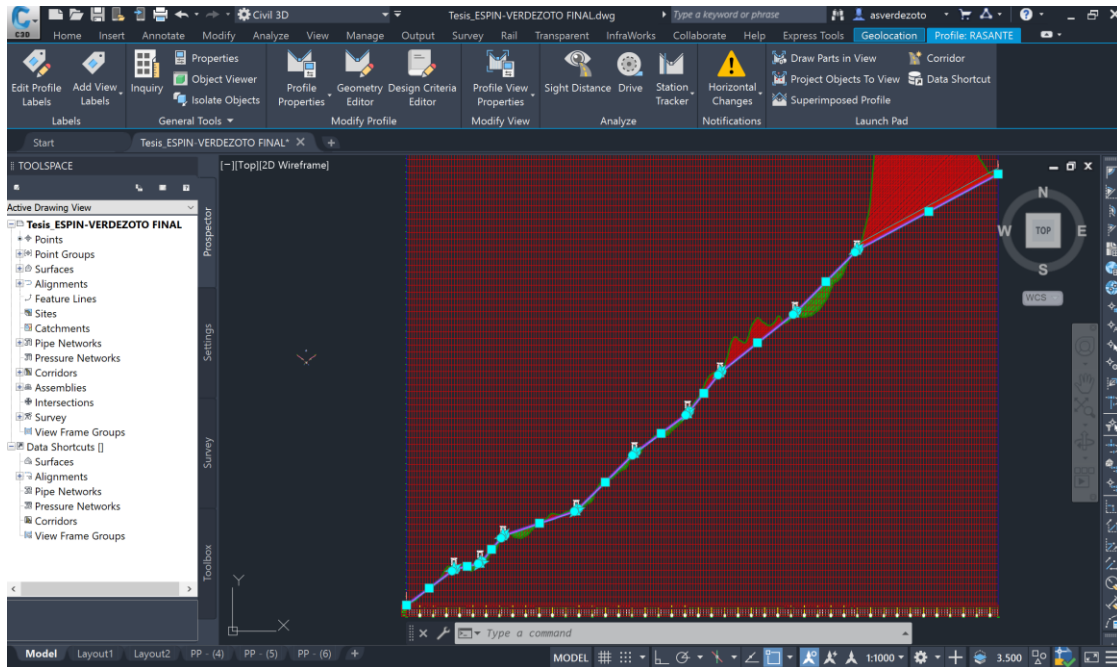 C3D Civil 3D Tesis_ESPIN-VERDEZOTO FINAL.dwg Type a keyword or phrase asverdezoto
Home Insert Annotate Modify Analyze View Manage Output Survey Rail Transparent InfraWorks Collaborate Help Express Tools Geolocation Profile: RASANTE
Edit Profile Labels
Add View Labels
Inquiry
Properties
Object Viewer
Isolate Objects
Profile Properties
Geometry Editor
Design Criteria Editor
Profile View Properties
Sight Distance
Drive
Station Tracker
Horizontal Changes
Draw Parts in View
Project Objects To View
Superimposed Profile
Corridor
Data Shortcut
Labels General Tools Modify Profile Modify View Analyze Notifications Launch Pad
Start Tesis_ESPIN-VERDEZOTO FINAL*
TOOLSPACE
[−][Top][2D Wireframe]
Active Drawing View
Tesis_ESPIN-VERDEZOTO FINAL
Points
Point Groups
Surfaces
Alignments
Feature Lines
Sites
Catchments
Pipe Networks
Pressure Networks
Corridors
Assemblies
Intersections
Survey
View Frame Groups
Data Shortcuts []
Surfaces
Alignments
Pipe Networks
Pressure Networks
Corridors
View Frame Groups
Prospector
Settings
Survey
Toolbox
N
W TOP E
S
WCS
Y
X
Type a command
Model Layout1 Layout2 PP - (4) PP - (5) PP - (6) + MODEL 1:1000 3.500